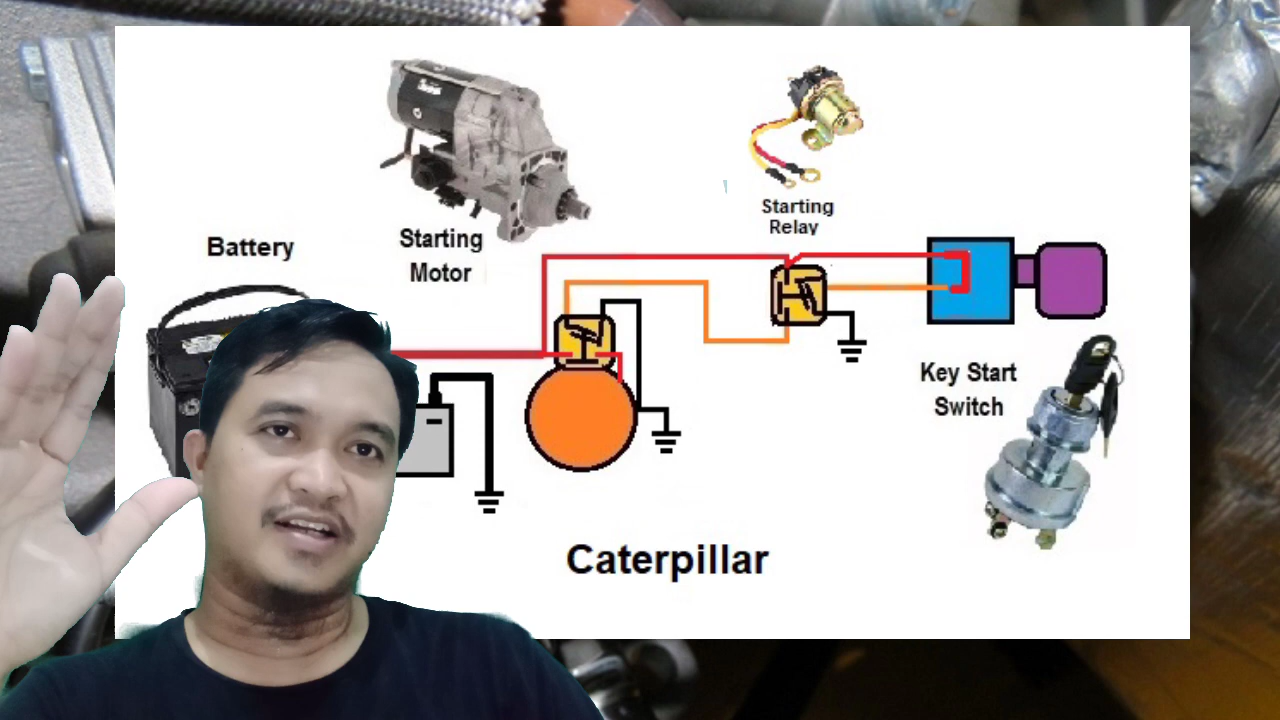 Battery
Starting
Motor
Starting
Relay
Key Start
Switch
Caterpillar